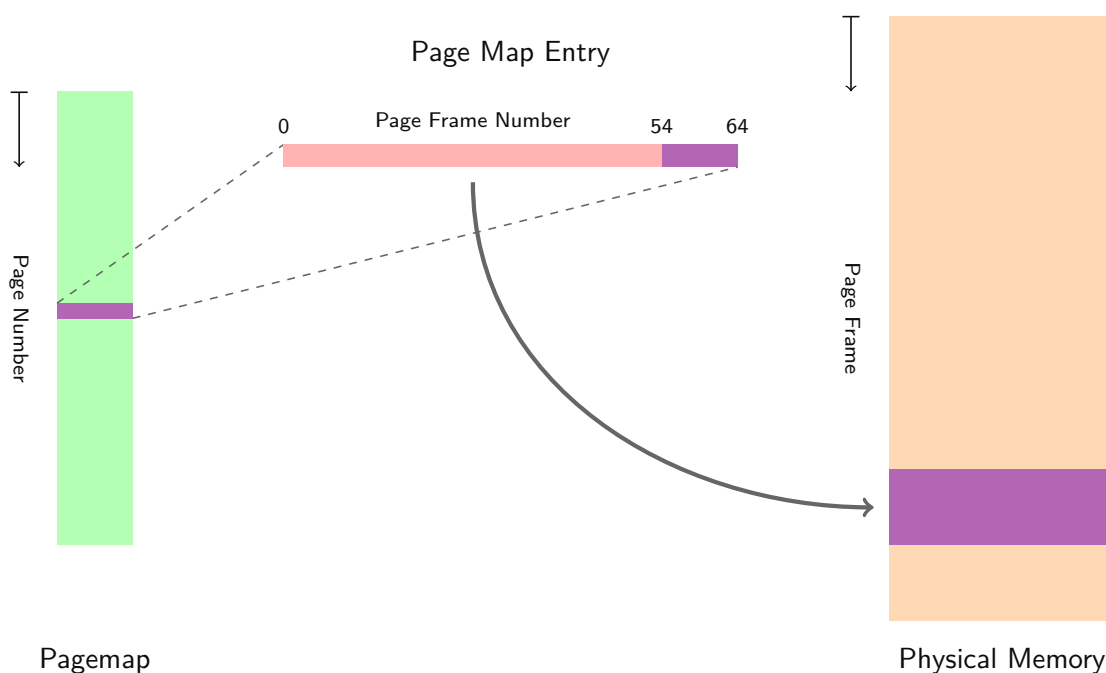 Page Map Entry
0
Page Frame Number
54
64
Page Number
Page Frame
Pagemap
Physical Memory